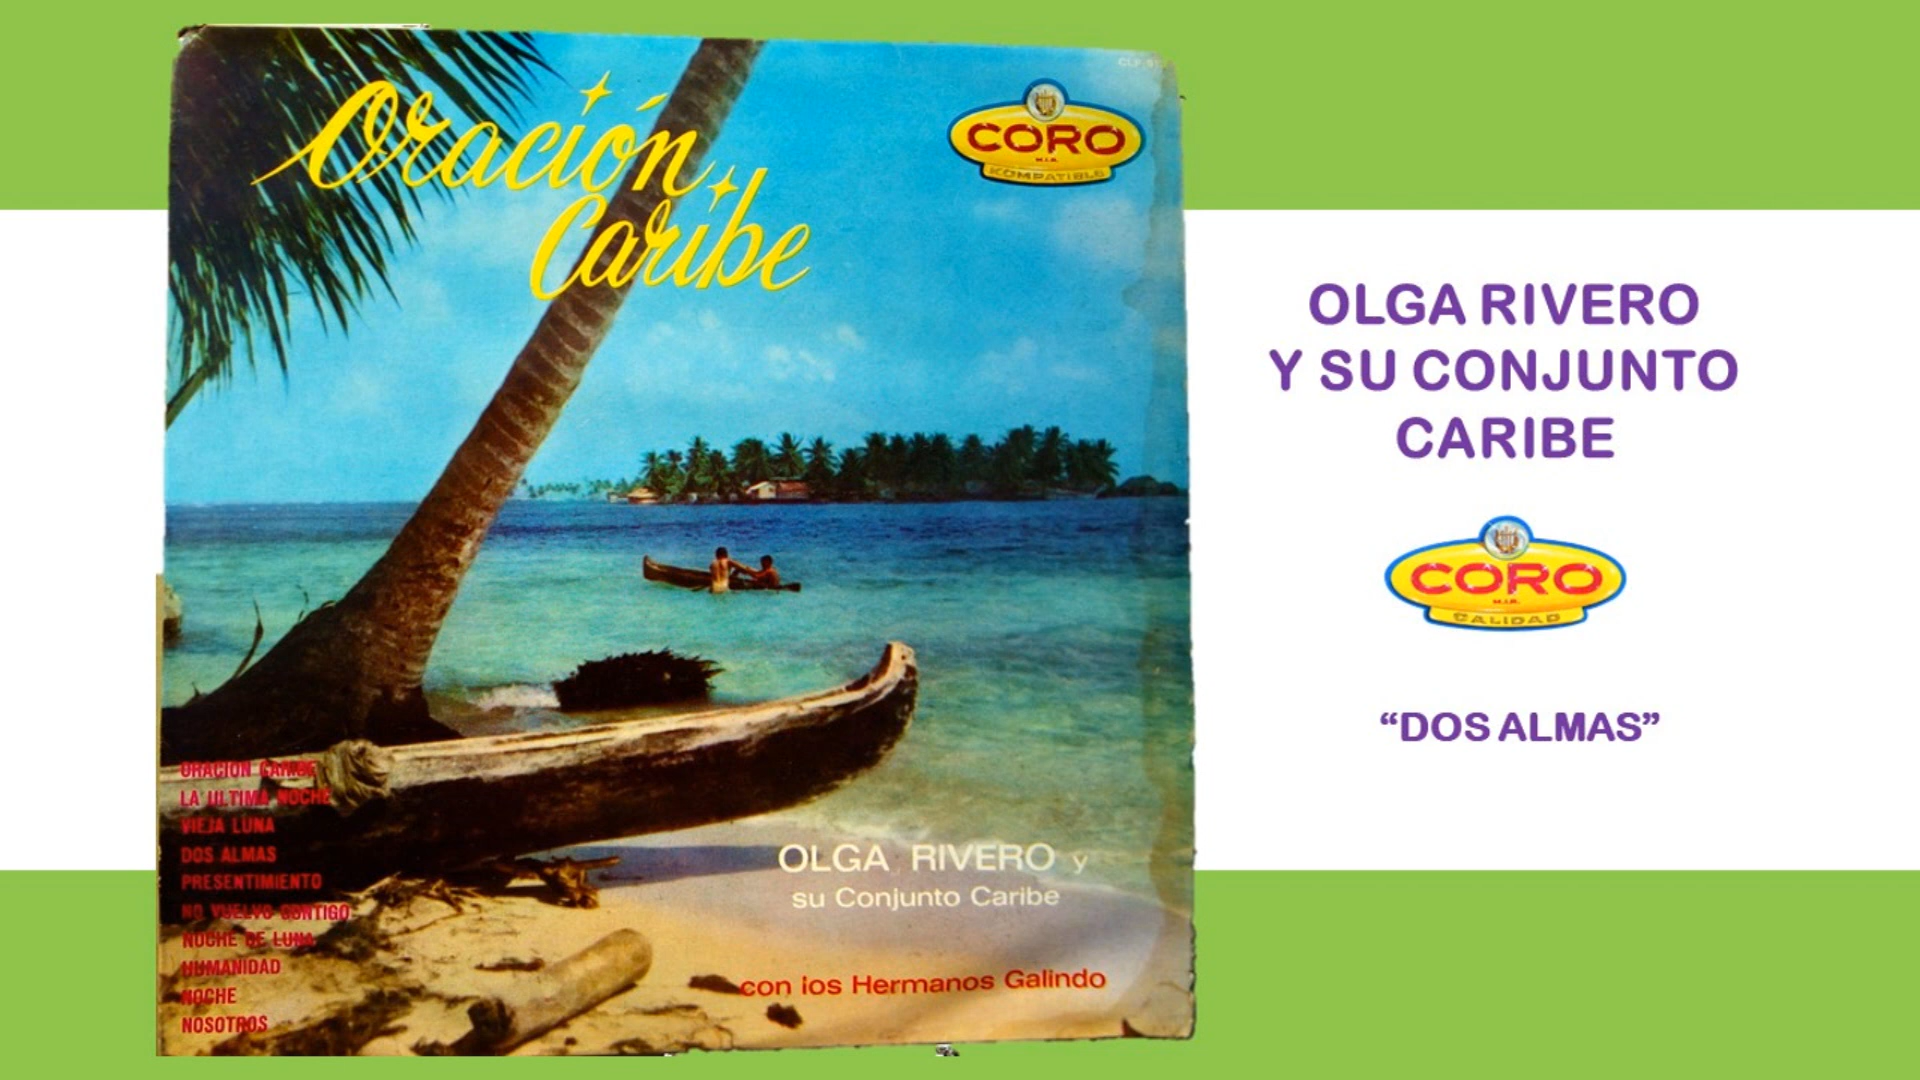 Oración
Caribe
CORO
M.I.R.
KOMPATIBLE
ORACION CARIBE
LA ULTIMA NOCHE
VIEJA LUNA
DOS ALMAS
PRESENTIMIENTO
NO VUELVO CONTIGO
NOCHE DE LUNA
HUMANIDAD
NOCHE
NOSOTROS
OLGA RIVERO y
su Conjunto Caribe
con los Hermanos Galindo
OLGA RIVERO
Y SU CONJUNTO
CARIBE
CORO
M.I.R.
CALIDAD
“DOS ALMAS”